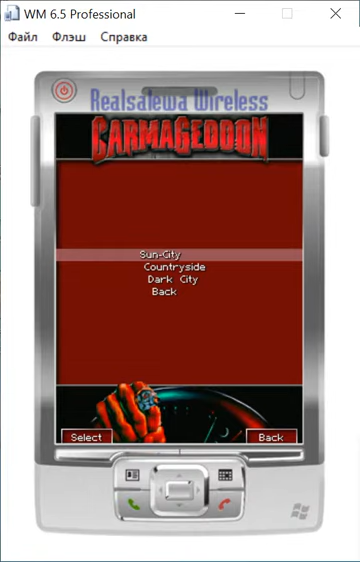 WM 6.5 Professional
Файл Флэш Справка
Realsalewa Wireless
CARMAGEDDON
Sun-City
Countryside
Dark City
Back
Select Back